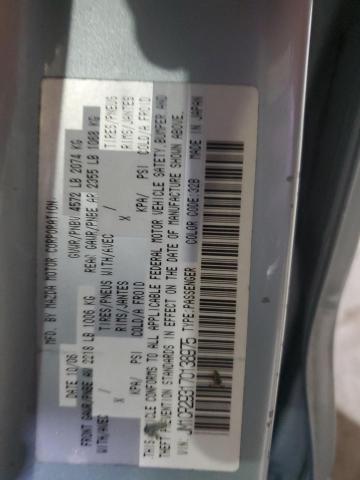 MFD. BY MAZDA MOTOR CORPORATION
DATE 10/06 GVWR/PNBV 4572 LB 2074 KG
FRONT GAWR/PNBE AV 2218 LB 1006 KG REAR GAWR/PNBE AR 2355 LB 1068 KG
WITH/AVEC TIRES/PNEUS WITH/AVEC TIRES/PNEUS
X RIMS/JANTES X RIMS/JANTES
KPA/ PSI COLD/A FROID KPA/ PSI COLD/A FROID
THIS VEHICLE CONFORMS TO ALL APPLICABLE FEDERAL MOTOR VEHICLE SAFETY, BUMPER AND
THEFT PREVENTION STANDARDS IN EFFECT ON THE DATE OF MANUFACTURE SHOWN ABOVE.
VIN: TYPE:PASSENGER COLOR CODE:32B MADE IN JAPAN